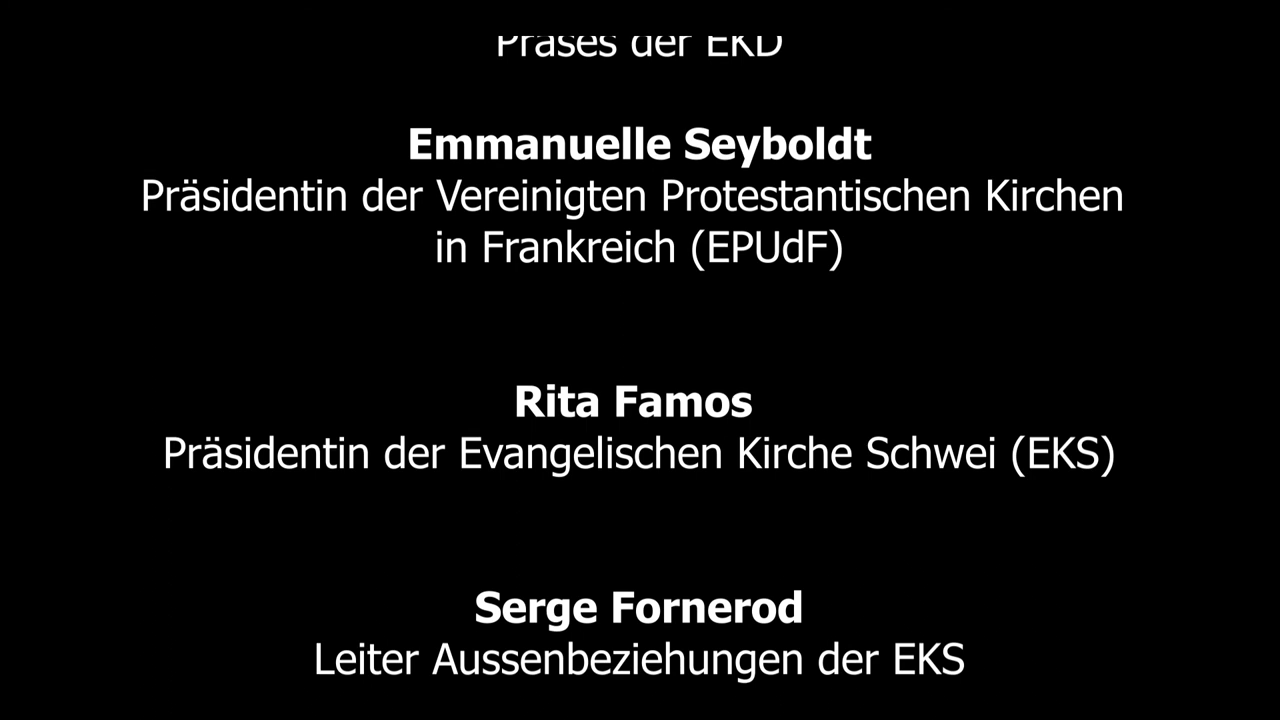 Präses der EKD
Emmanuelle Seyboldt
Präsidentin der Vereinigten Protestantischen Kirchen
in Frankreich (EPUdF)
Rita Famos
Präsidentin der Evangelischen Kirche Schwei (EKS)
Serge Fornerod
Leiter Aussenbeziehungen der EKS